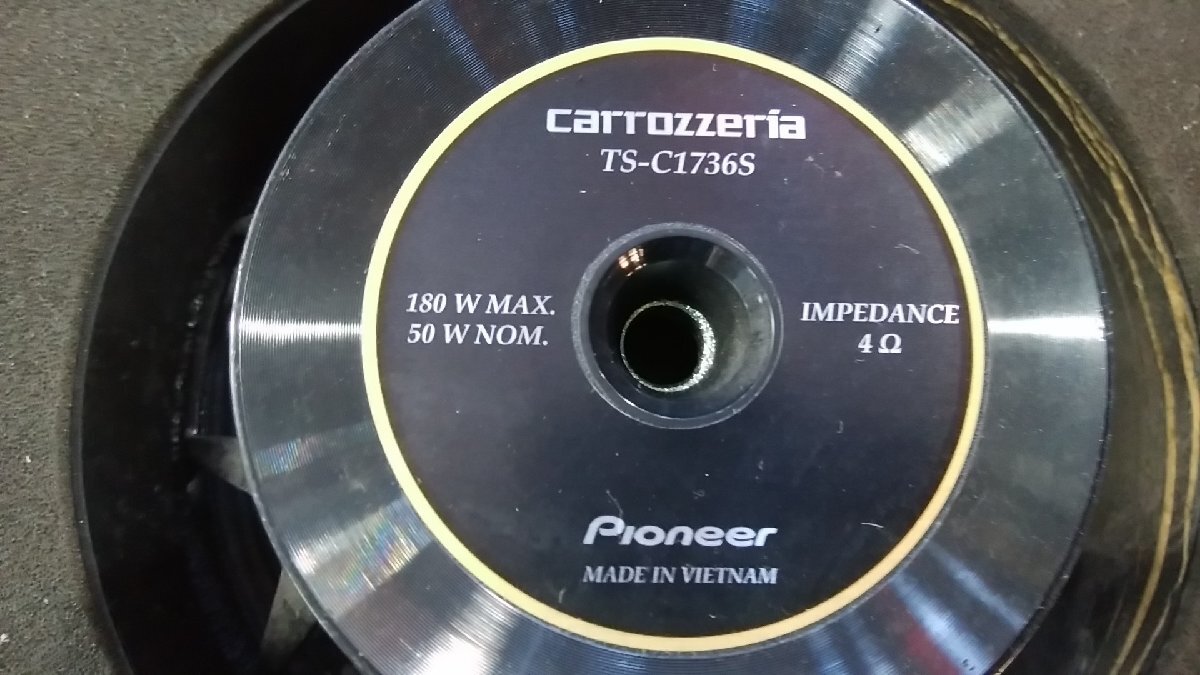 carrozzeria
TS-C1736S
180 W MAX.
50 W NOM.
IMPEDANCE
4 Ω
Pioneer
MADE IN VIETNAM